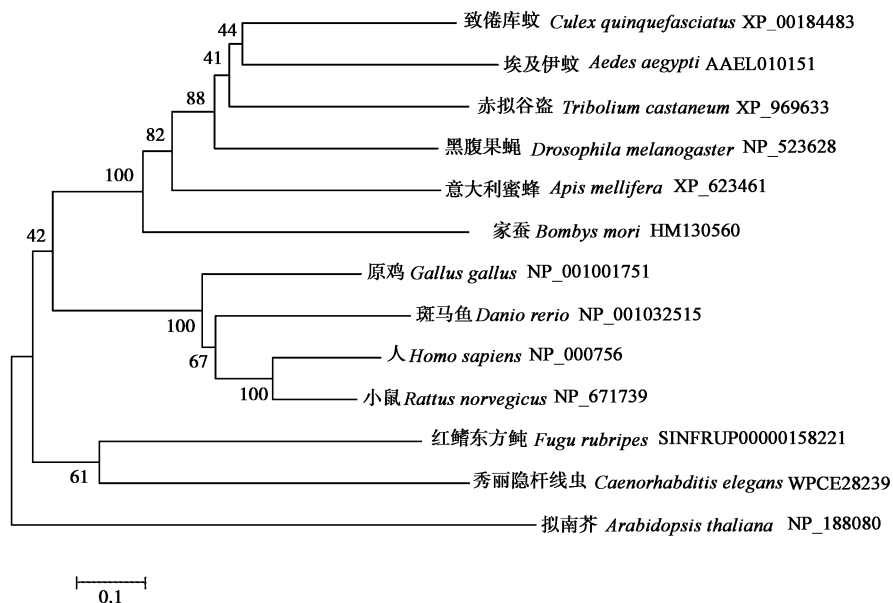 44
致倦库蚊 Culex quinquefasciatus XP_00184483
41
埃及伊蚊 Aedes aegypti AAEL010151
88
赤拟谷盗 Tribolium castaneum XP_969633
82
黑腹果蝇 Drosophila melanogaster NP_523628
100
意大利蜜蜂 Apis mellifera XP_623461
42
家蚕 Bombys mori HM130560
原鸡 Gallus gallus NP_001001751
100
斑马鱼 Danio rerio NP_001032515
67
人 Homo sapiens NP_000756
100
小鼠 Rattus norvegicus NP_671739
红鳍东方鲀 Fugu rubripes SINFRUP00000158221
61
秀丽隐杆线虫 Caenorhabditis elegans WPCE28239
拟南芥 Arabidopsis thaliana NP_188080
0.1